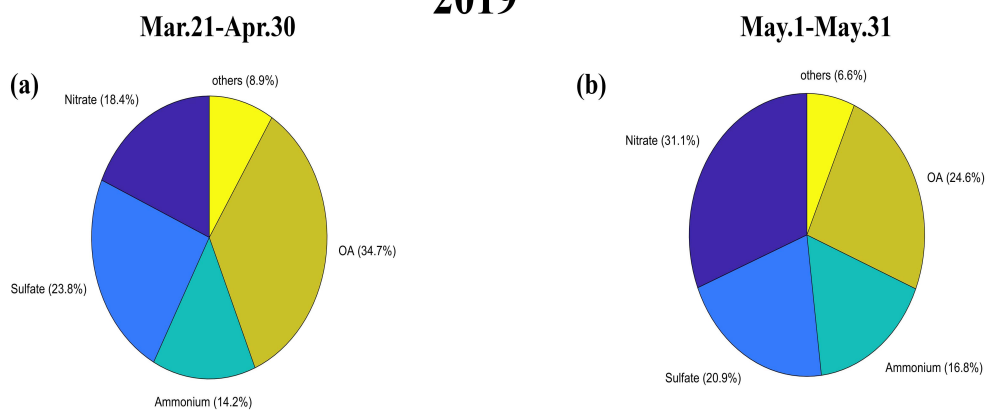 2019
Mar.21-Apr.30
May.1-May.31
(a)
others (8.9%)
Nitrate (18.4%)
OA (34.7%)
Sulfate (23.8%)
Ammonium (14.2%)
(b)
others (6.6%)
Nitrate (31.1%)
OA (24.6%)
Ammonium (16.8%)
Sulfate (20.9%)